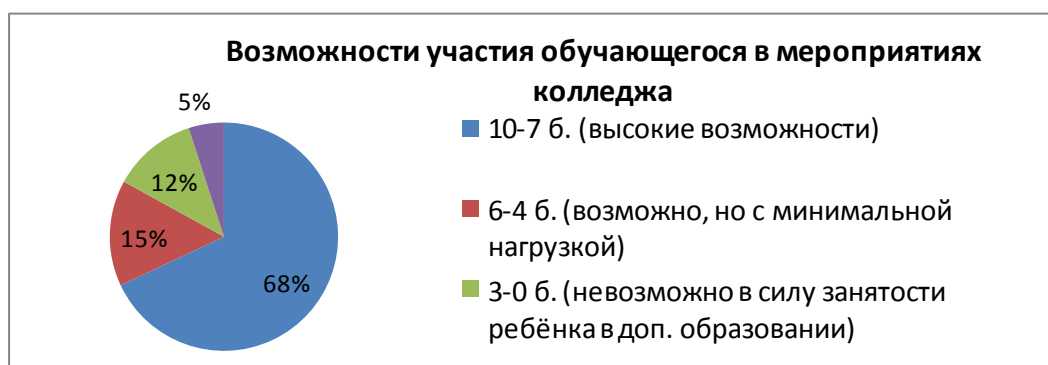 Возможности участия обучающегося в мероприятиях
колледжа
5%
12%
15%
68%
10-7 б. (высокие возможности)
6-4 б. (возможно, но с минимальной
нагрузкой)
3-0 б. (невозможно в силу занятости
ребёнка в доп. образовании)